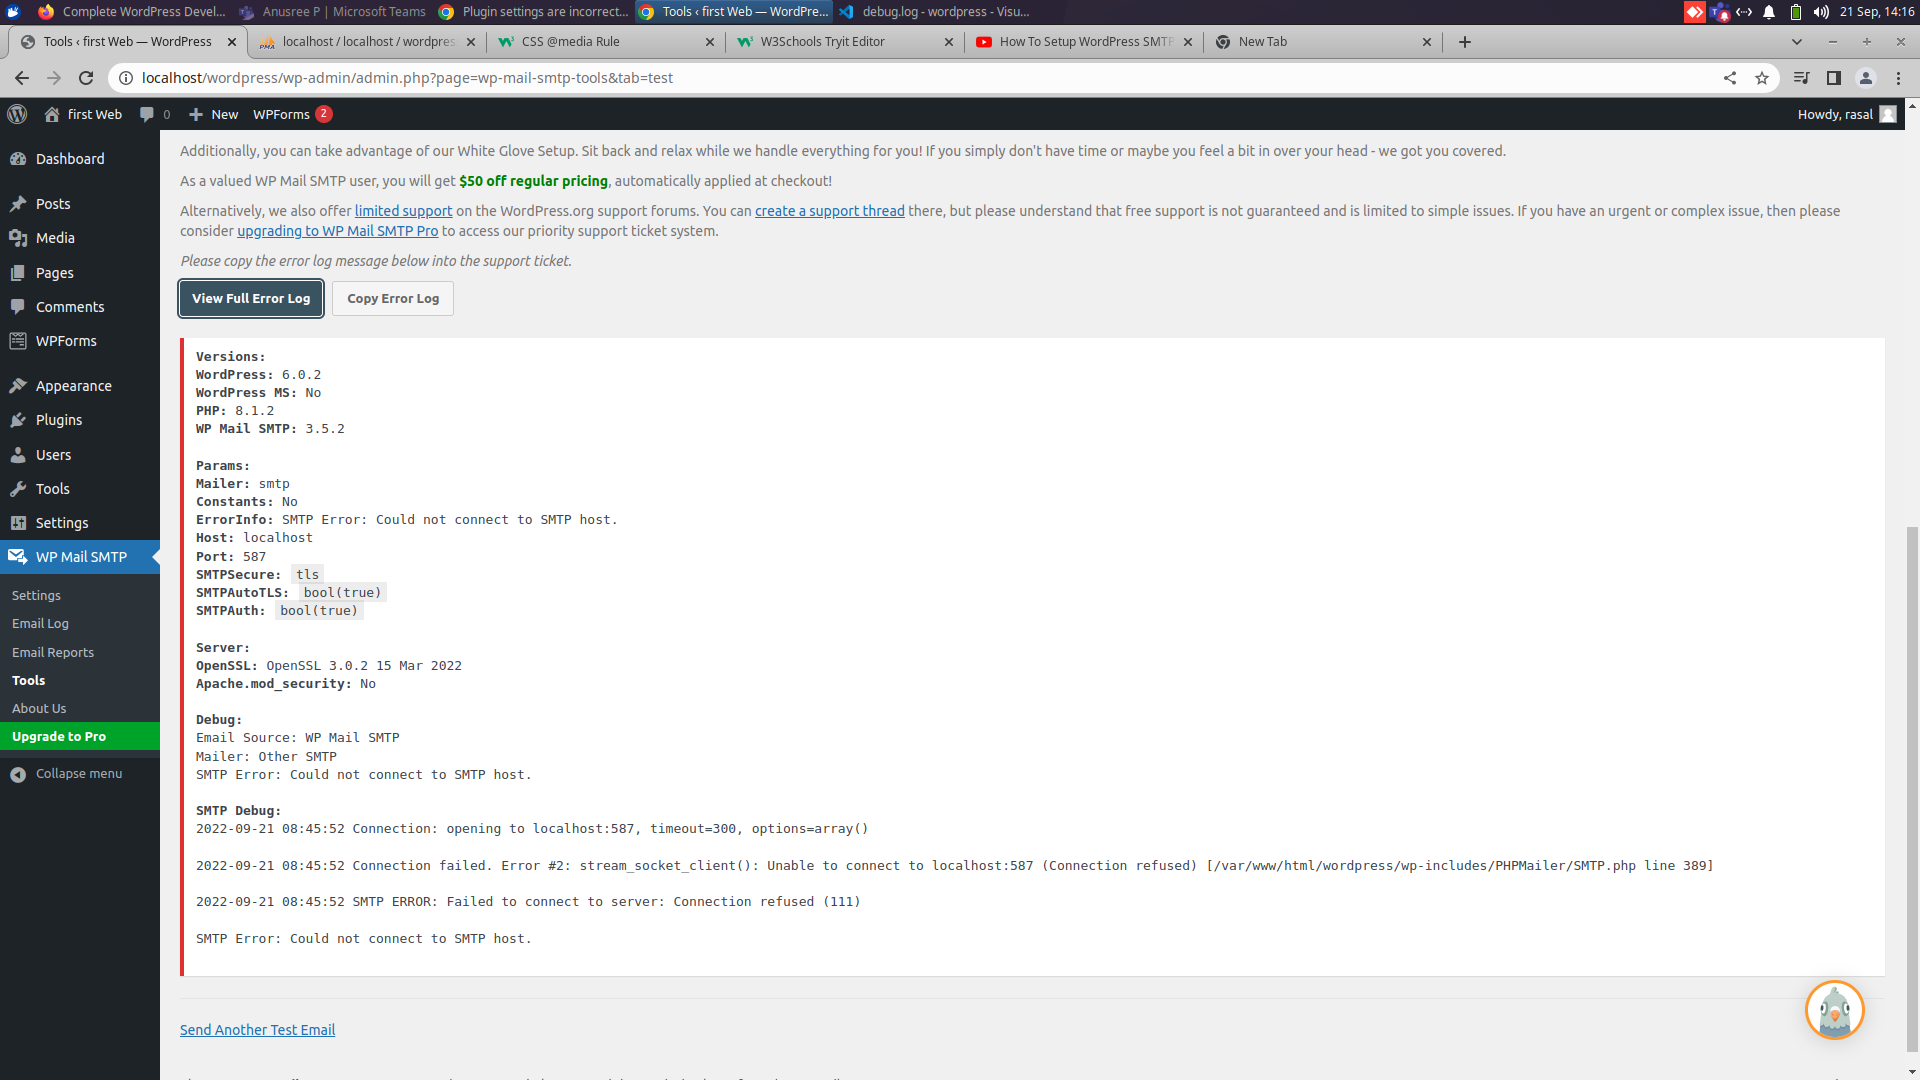 Complete WordPress Devel...
Anusree P | Microsoft Teams
Plugin settings are incorrect...
Tools ‹ first Web — WordPre...
debug.log - wordpress - Visu...
21 Sep, 14:16
Tools ‹ first Web — WordPress
localhost / localhost / wordpres
CSS @media Rule
W3Schools Tryit Editor
How To Setup WordPress SMTP
New Tab
localhost/wordpress/wp-admin/admin.php?page=wp-mail-smtp-tools&tab=test
first Web
0
New
WPForms 2
Howdy, rasal
Dashboard
Posts
Media
Pages
Comments
WPForms
Appearance
Plugins
Users
Tools
Settings
WP Mail SMTP
Settings
Email Log
Email Reports
Tools
About Us
Upgrade to Pro
Collapse menu
Additionally, you can take advantage of our White Glove Setup. Sit back and relax while we handle everything for you! If you simply don't have time or maybe you feel a bit in over your head - we got you covered.
As a valued WP Mail SMTP user, you will get $50 off regular pricing, automatically applied at checkout!
Alternatively, we also offer limited support on the WordPress.org support forums. You can create a support thread there, but please understand that free support is not guaranteed and is limited to simple issues. If you have an urgent or complex issue, then please
consider upgrading to WP Mail SMTP Pro to access our priority support ticket system.
Please copy the error log message below into the support ticket.
View Full Error Log
Copy Error Log
Versions:
WordPress: 6.0.2
WordPress MS: No
PHP: 8.1.2
WP Mail SMTP: 3.5.2
Params:
Mailer: smtp
Constants: No
ErrorInfo: SMTP Error: Could not connect to SMTP host.
Host: localhost
Port: 587
SMTPSecure: tls
SMTPAutoTLS: bool(true)
SMTPAuth: bool(true)
Server:
OpenSSL: OpenSSL 3.0.2 15 Mar 2022
Apache.mod_security: No
Debug:
Email Source: WP Mail SMTP
Mailer: Other SMTP
SMTP Error: Could not connect to SMTP host.
SMTP Debug:
2022-09-21 08:45:52 Connection: opening to localhost:587, timeout=300, options=array()
2022-09-21 08:45:52 Connection failed. Error #2: stream_socket_client(): Unable to connect to localhost:587 (Connection refused) [/var/www/html/wordpress/wp-includes/PHPMailer/SMTP.php line 389]
2022-09-21 08:45:52 SMTP ERROR: Failed to connect to server: Connection refused (111)
SMTP Error: Could not connect to SMTP host.
Send Another Test Email